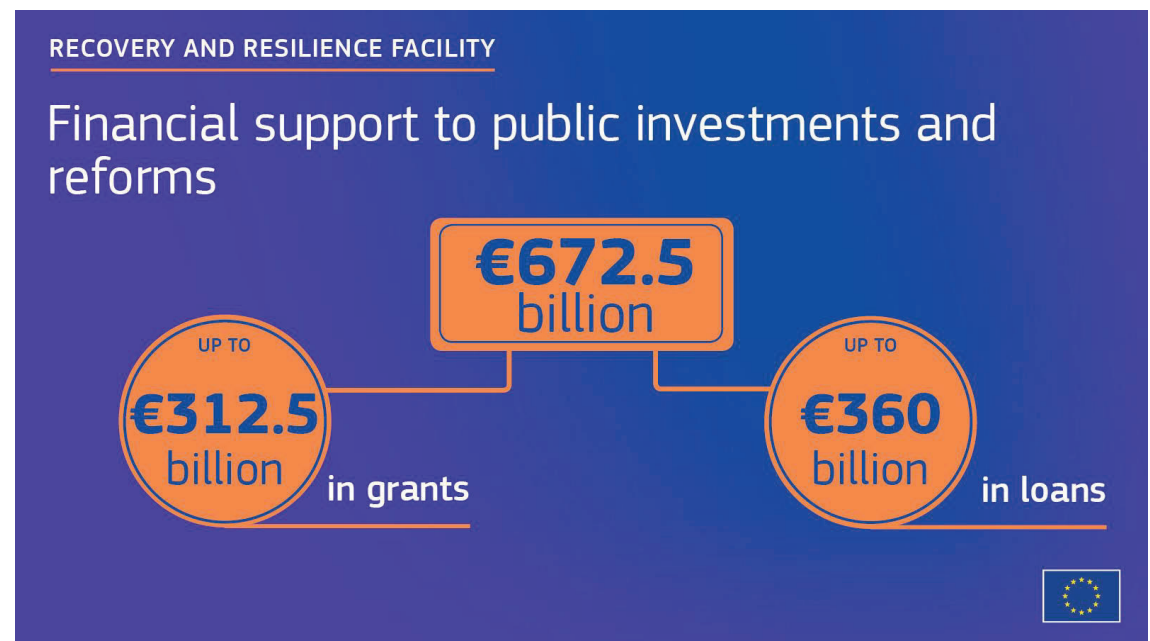 RECOVERY AND RESILIENCE FACILITY
Financial support to public investments and
reforms
€672.5
billion
UP TO
€312.5
billion
in grants
UP TO
€360
billion
in loans